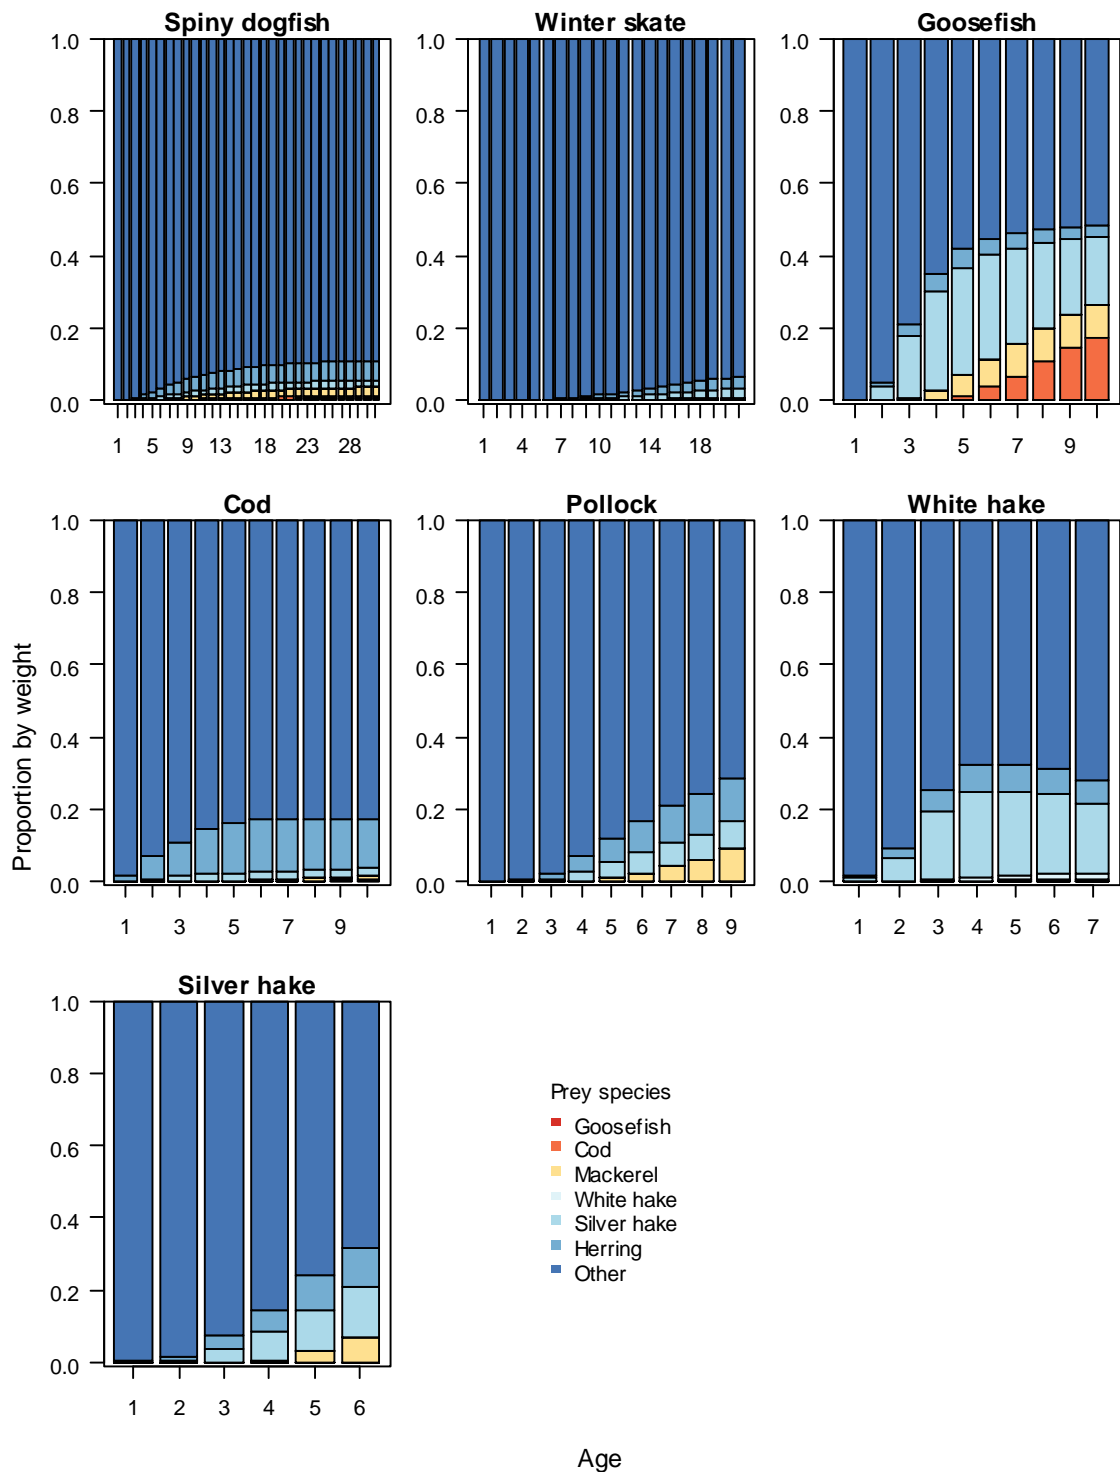 Spiny dogfish
1.0
0.8
0.6
0.4
0.2
0.0
1 5 9 13 18 23 28
Winter skate
1.0
0.8
0.6
0.4
0.2
0.0
1 4 7 10 14 18
Goosefish
1.0
0.8
0.6
0.4
0.2
0.0
1 3 5 7 9
Proportion by weight
Cod
1.0
0.8
0.6
0.4
0.2
0.0
1 3 5 7 9
Pollock
1.0
0.8
0.6
0.4
0.2
0.0
1 2 3 4 5 6 7 8 9
White hake
1.0
0.8
0.6
0.4
0.2
0.0
1 2 3 4 5 6 7
Silver hake
1.0
0.8
0.6
0.4
0.2
0.0
1 2 3 4 5 6
Prey species
Goosefish
Cod
Mackerel
White hake
Silver hake
Herring
Other
Age